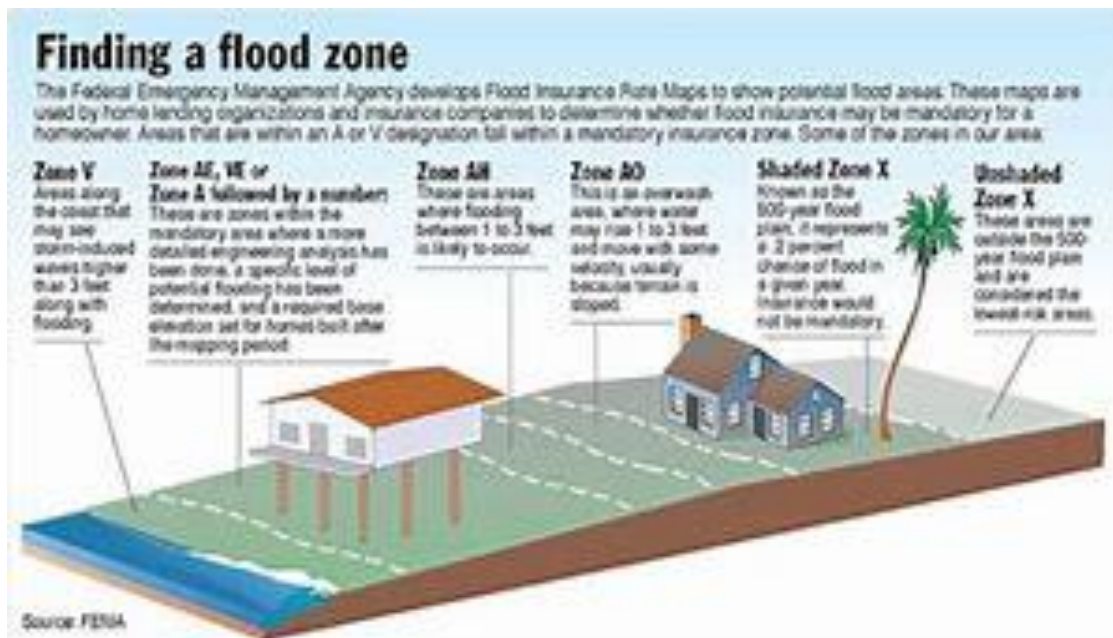 Finding a flood zone
The Federal Emergency Management Agency develops Flood Insurance Rate Maps to show potential flood areas. These maps are
used by home lending organizations and insurance companies to determine whether flood insurance may be mandatory for a
homeowner. Areas that are within an A or V designation fall within a mandatory insurance zone. Some of the zones in our area:
Zone V
Areas along
the coast that
may see
storm-induced
waves higher
than 3 feet
along with
flooding.
Zone AE, VE or
Zone A followed by a number:
These are zones within the
mandatory area where a more
detailed engineering analysis has
been done, a specific level of
potential flooding has been
determined, and a required base
elevation set for homes built after
the mapping period.
Zone AH
These are areas
where flooding
between 1 to 3 feet
is likely to occur.
Zone AO
This is an overwash
area, where water
may rise 1 to 3 feet
and move with some
velocity, usually
because terrain is
sloped.
Shaded Zone X
Known as the
500-year flood
plain, it represents
a .2 percent
chance of flood in
a given year.
Insurance would
not be mandatory.
Unshaded
Zone X
These areas are
outside the 500-
year flood plain
and are
considered the
lowest-risk areas.
Source: FEMA